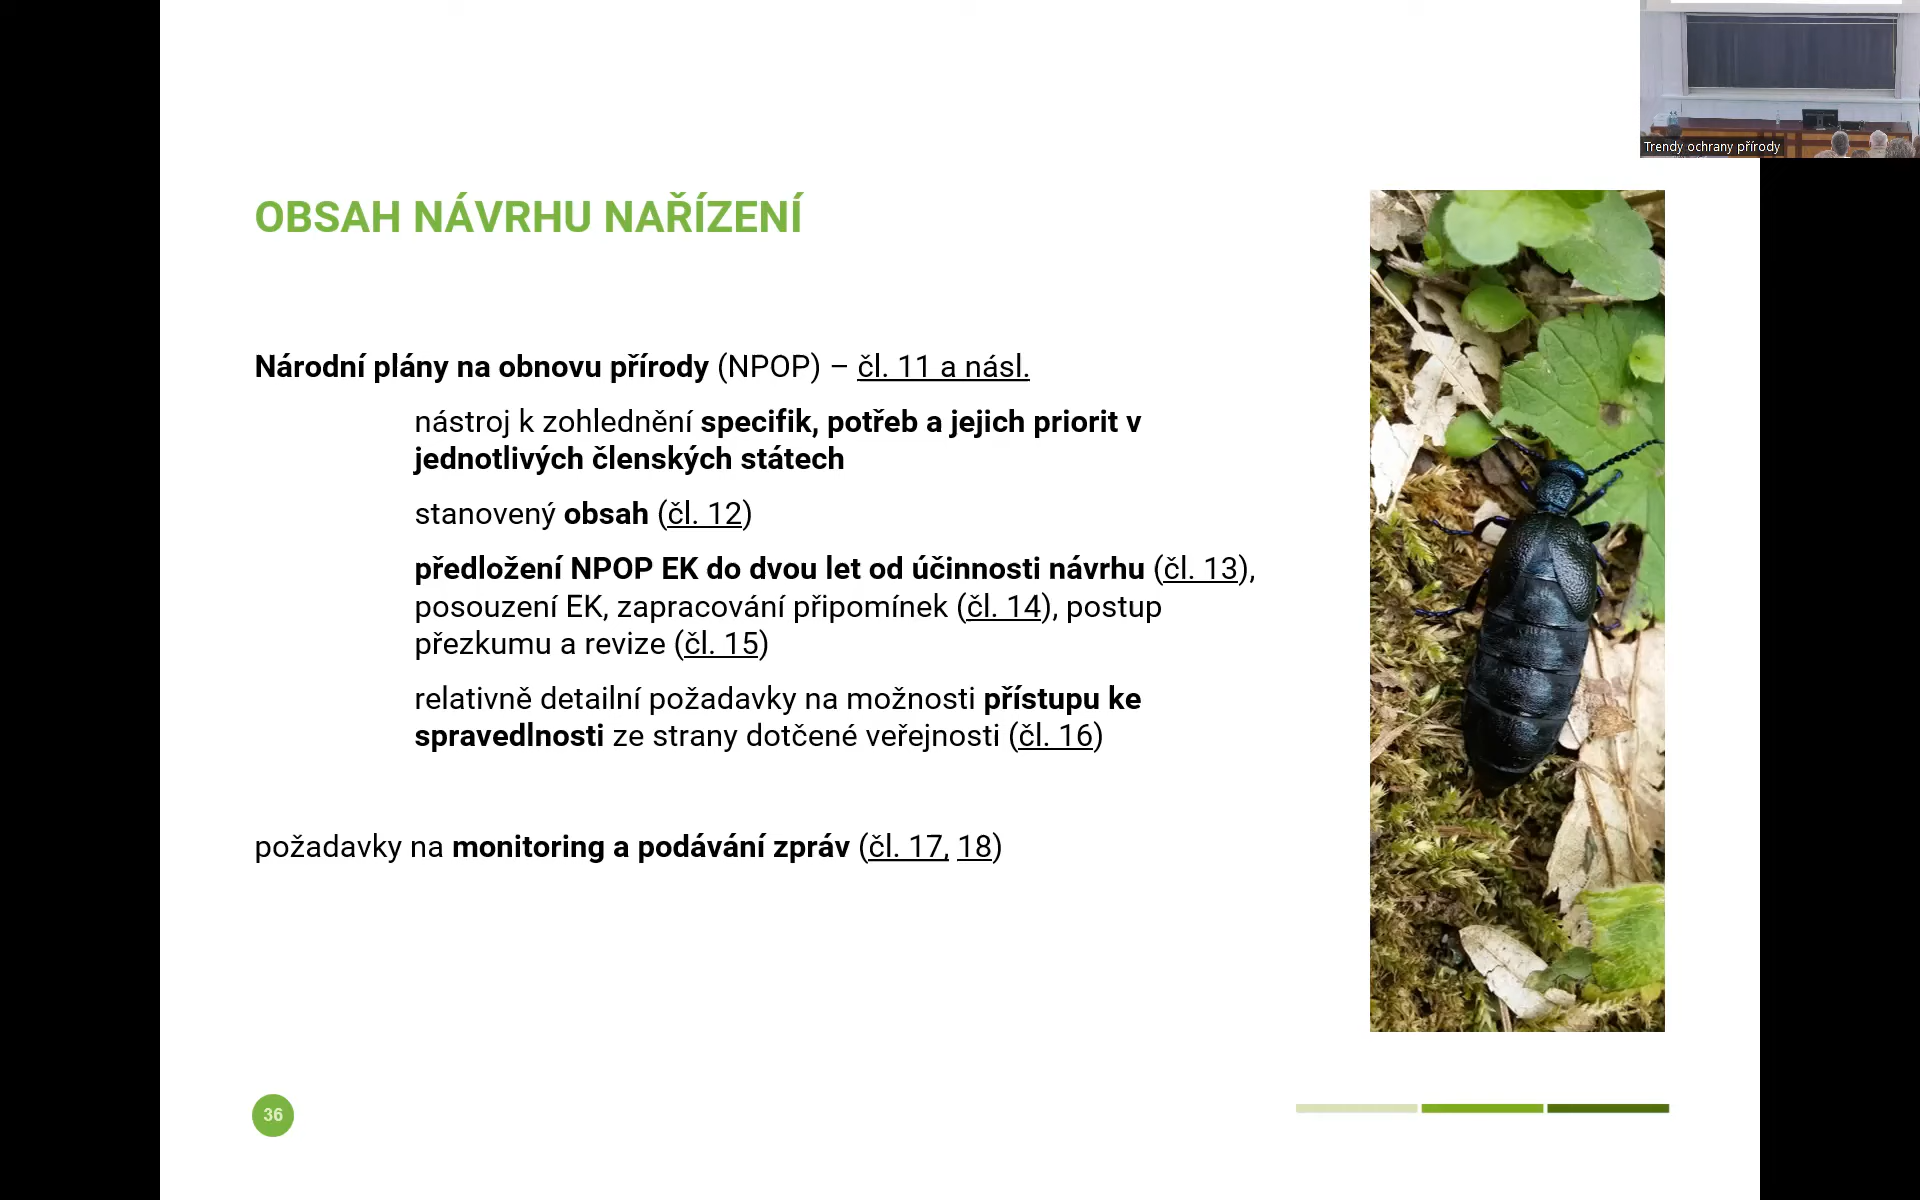 Trendy ochrany přírody
OBSAH NÁVRHU NAŘÍZENÍ
Národní plány na obnovu přírody (NPOP) – čl. 11 a násl.
nástroj k zohlednění specifik, potřeb a jejich priorit v
jednotlivých členských státech
stanovený obsah (čl. 12)
předložení NPOP EK do dvou let od účinnosti návrhu (čl. 13),
posouzení EK, zapracování připomínek (čl. 14), postup
přezkumu a revize (čl. 15)
relativně detailní požadavky na možnosti přístupu ke
spravedlnosti ze strany dotčené veřejnosti (čl. 16)
požadavky na monitoring a podávání zpráv (čl. 17, 18)
36